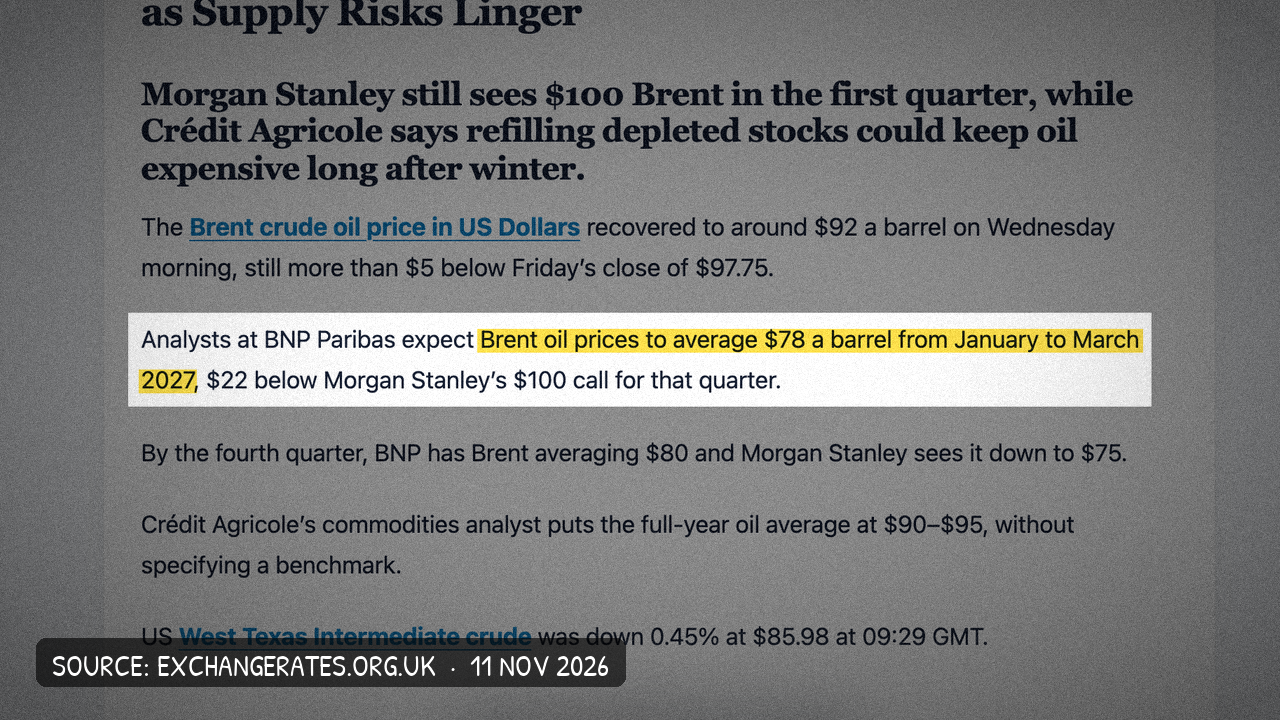 as Supply Risks Linger
Morgan Stanley still sees $100 Brent in the first quarter, while
Crédit Agricole says refilling depleted stocks could keep oil
expensive long after winter.
The Brent crude oil price in US Dollars recovered to around $92 a barrel on Wednesday
morning, still more than $5 below Friday’s close of $97.75.
Analysts at BNP Paribas expect Brent oil prices to average $78 a barrel from January to March
2027, $22 below Morgan Stanley’s $100 call for that quarter.
By the fourth quarter, BNP has Brent averaging $80 and Morgan Stanley sees it down to $75.
Crédit Agricole’s commodities analyst puts the full-year oil average at $90–$95, without
specifying a benchmark.
US West Texas Intermediate crude was down 0.45% at $85.98 at 09:29 GMT.
SOURCE: EXCHANGERATES.ORG.UK · 11 NOV 2026